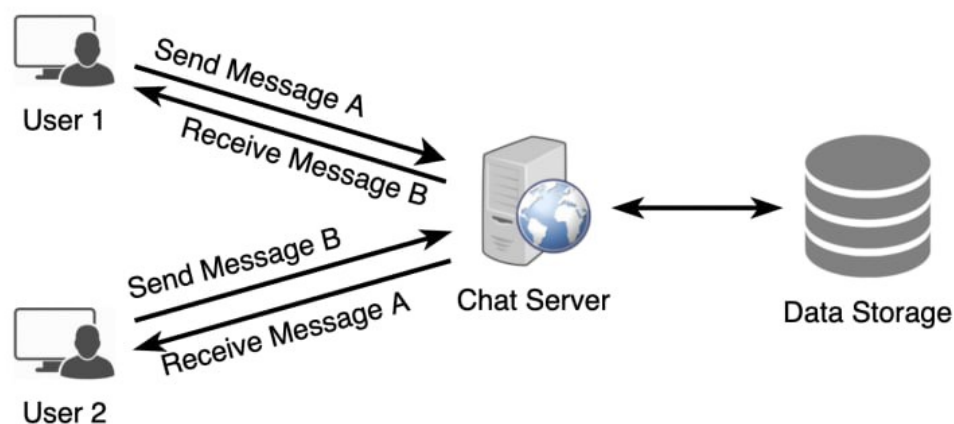 Send Message A
User 1
Receive Message B
Send Message B
Chat Server
Data Storage
Receive Message A
User 2